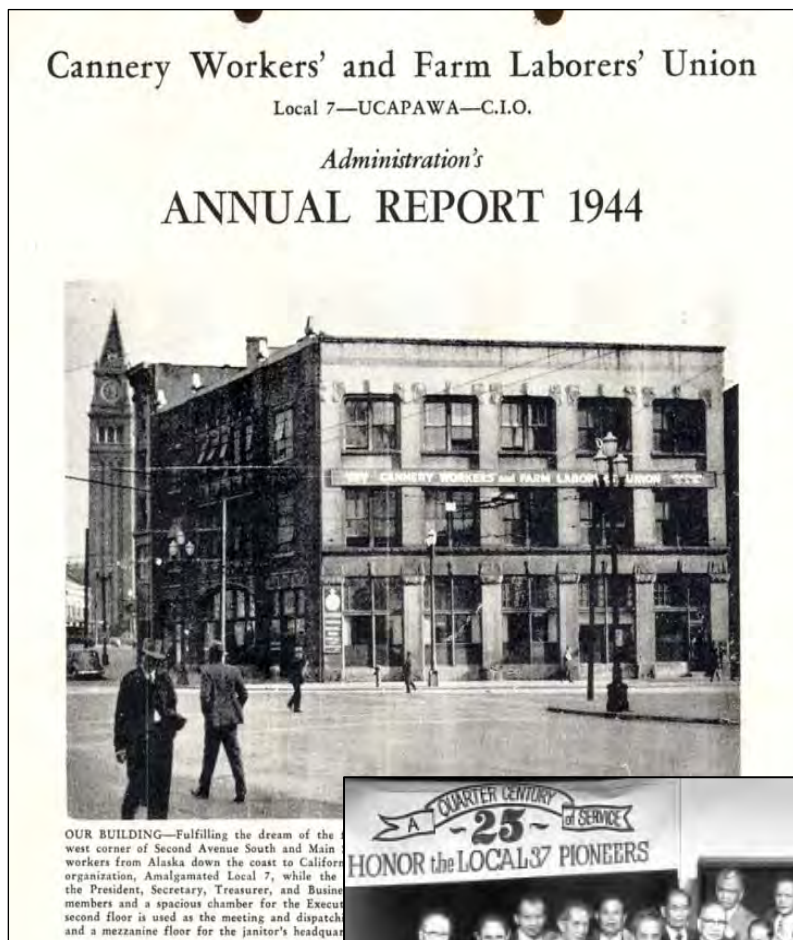 Cannery Workers' and Farm Laborers' Union
Local 7—UCAPAWA—C.I.O.
Administration's
ANNUAL REPORT 1944
CANNERY WORKERS and FARM LABORERS UNION
OUR BUILDING—Fulfilling the dream of the
west corner of Second Avenue South and Main
workers from Alaska down the coast to Californ
organization, Amalgamated Local 7, while the
the President, Secretary, Treasurer, and Busine
members and a spacious chamber for the Execut
second floor is used as the meeting and dispatchi
and a mezzanine floor for the janitor's headquar
A QUARTER CENTURY of SERVICE
~25~
HONOR the LOCAL 37 PIONEERS